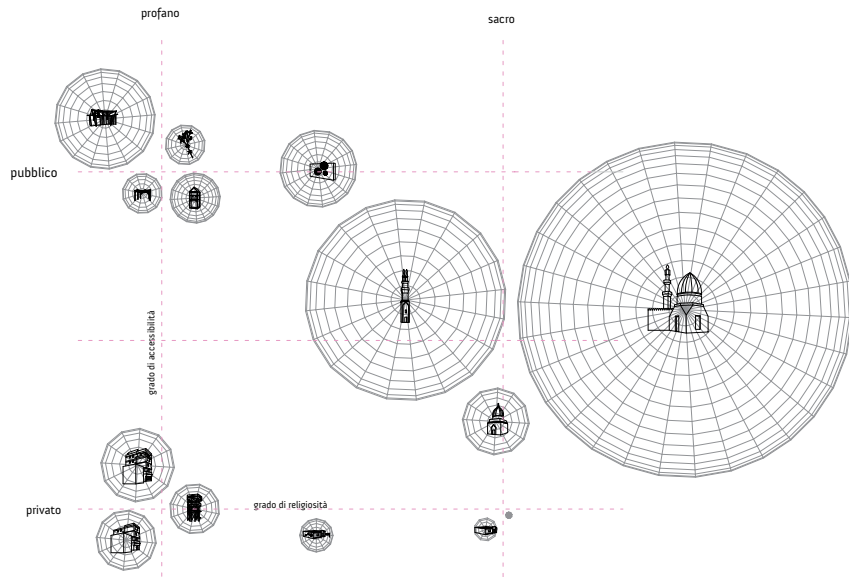 profano
sacro
pubblico
grado di accessibilità
privato
grado di religiosità